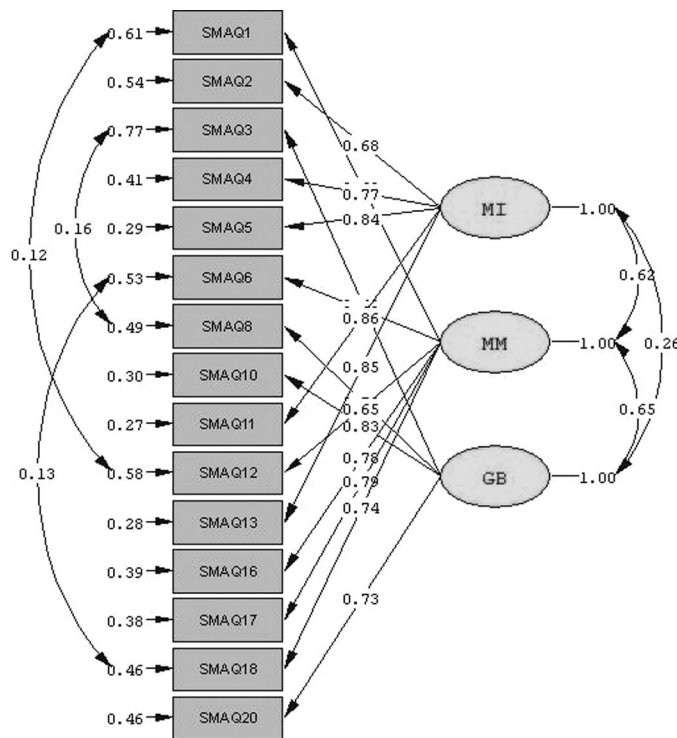 0.61 SMAQ1
0.54 SMAQ2
0.68
0.77 SMAQ3
0.41 SMAQ4
0.77
MI 1.00
0.29 SMAQ5
0.84
0.16
0.12
0.53 SMAQ6
0.62
0.86
0.49 SMAQ8
MM 1.00 0.26
0.30 SMAQ10
0.85
0.65
0.65
0.27 SMAQ11
0.83
0.78
0.13
0.58 SMAQ12
0.79
GB 1.00
0.74
0.28 SMAQ13
0.39 SMAQ16
0.73
0.38 SMAQ17
0.46 SMAQ18
0.46 SMAQ20